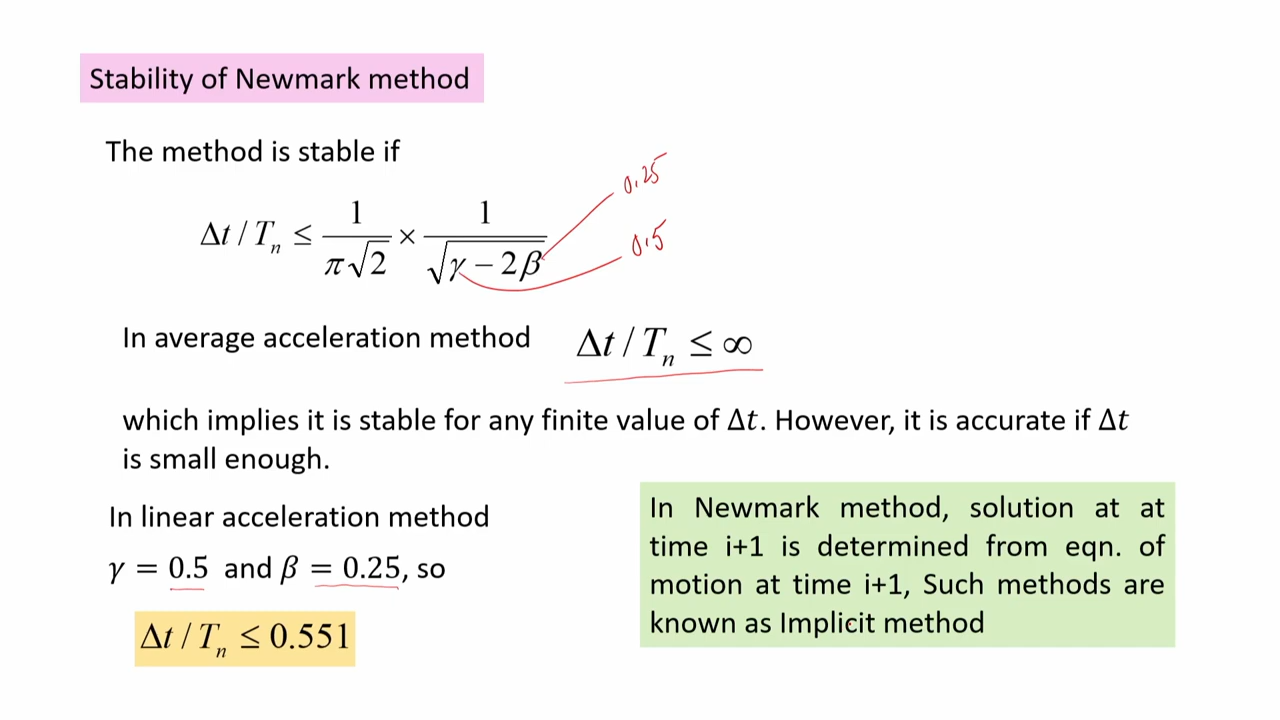 Stability of Newmark method
The method is stable if
Δt / Tₙ ≤ 1/(π√2) × 1/√(γ − 2β)
0.25
0.5
In average acceleration method Δt / Tₙ ≤ ∞
which implies it is stable for any finite value of Δt. However, it is accurate if Δt
is small enough.
In linear acceleration method
γ = 0.5 and β = 0.25, so
Δt / Tₙ ≤ 0.551
In Newmark method, solution at at
time i+1 is determined from eqn. of
motion at time i+1, Such methods are
known as Implicit method